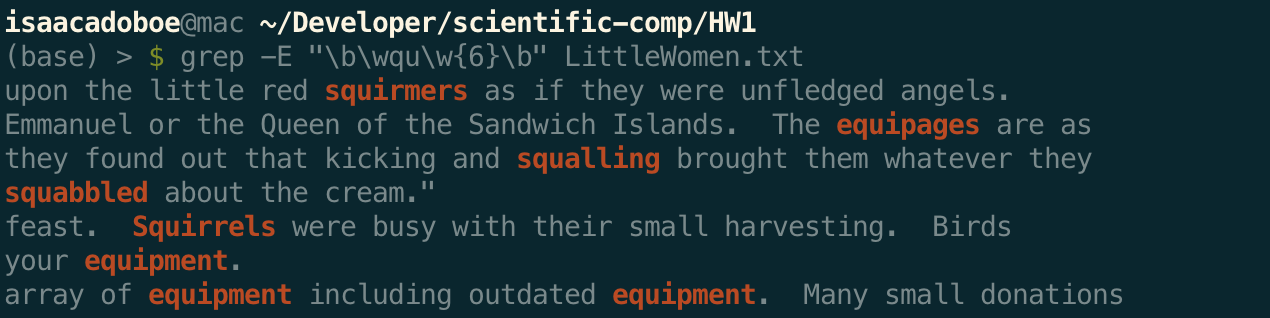 isaacadoboe@mac ~/Developer/scientific-comp/HW1
(base) > $ grep -E "\b\wqu\w{6}\b" LittleWomen.txt
upon the little red squirmers as if they were unfledged angels.
Emmanuel or the Queen of the Sandwich Islands.  The equipages are as
they found out that kicking and squalling brought them whatever they
squabbled about the cream."
feast.  Squirrels were busy with their small harvesting.  Birds
your equipment.
array of equipment including outdated equipment.  Many small donations